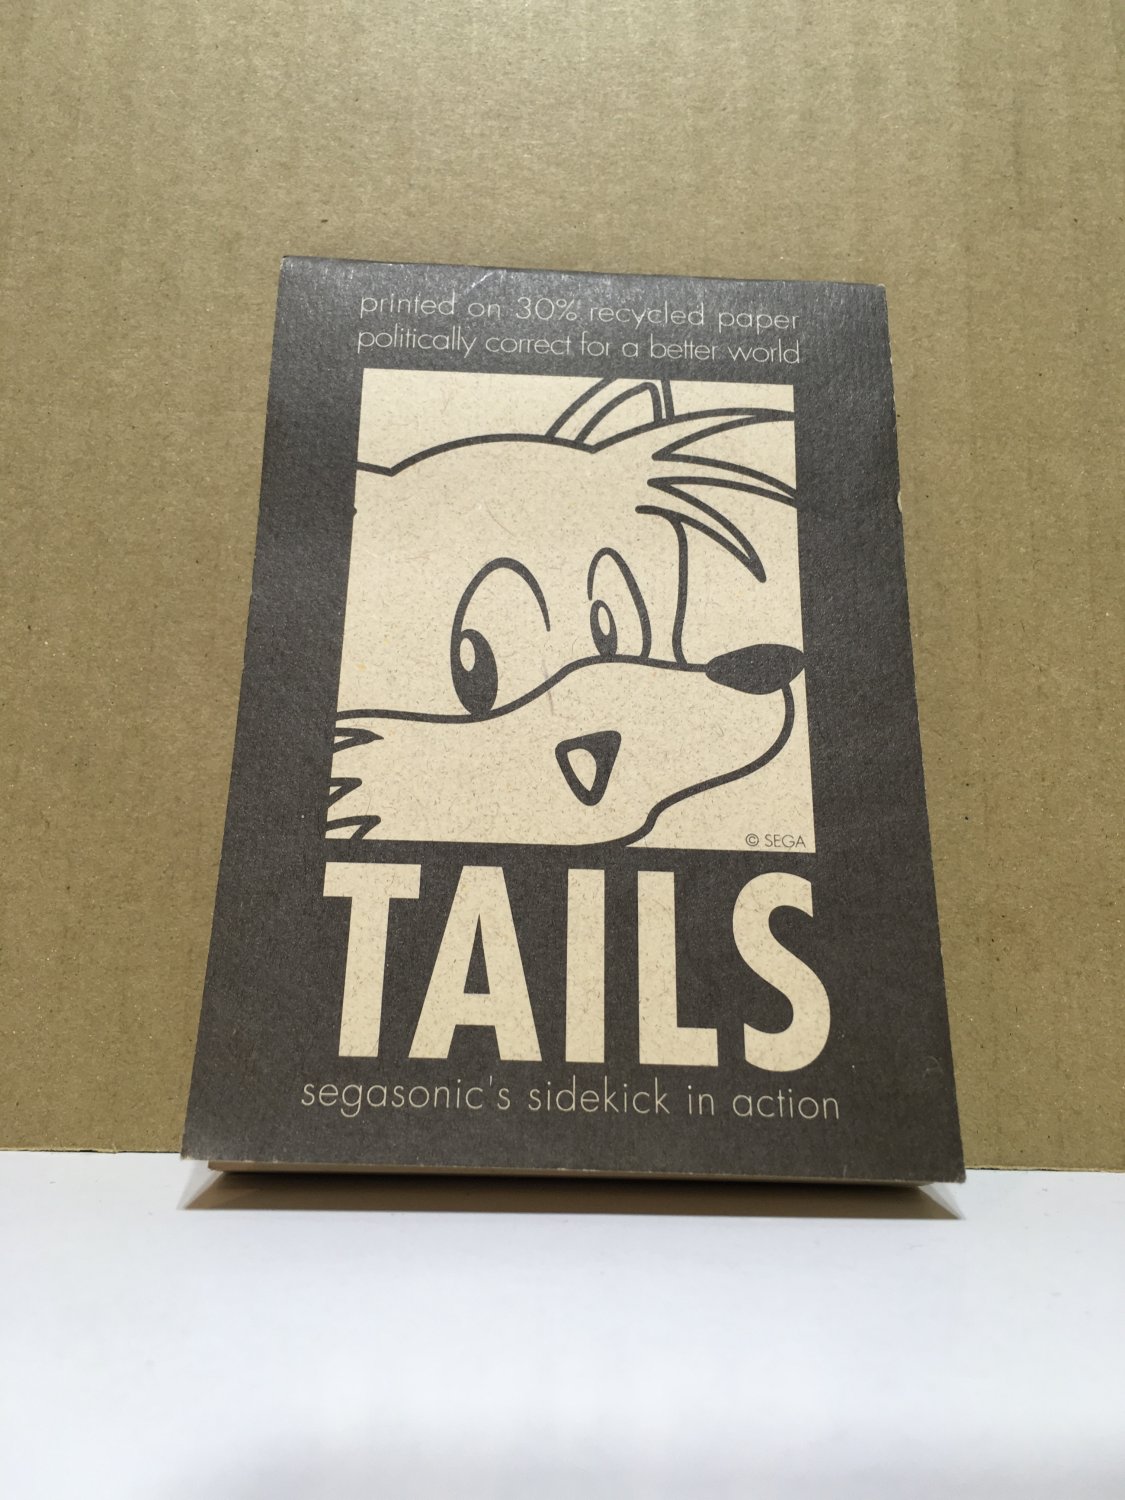 printed on 30% recycled paper
politically correct for a better world
© SEGA
TAILS
segasonic's sidekick in action